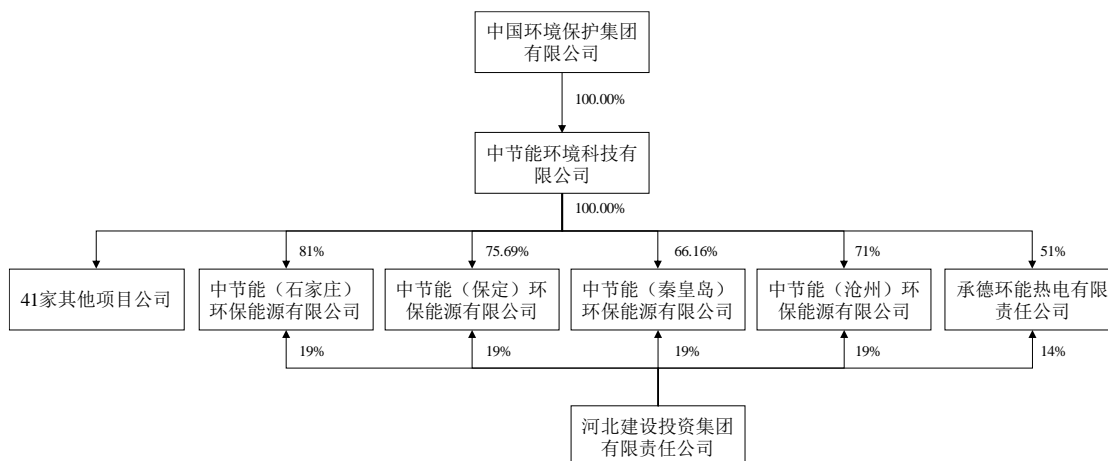 中国环境保护集团
有限公司
100.00%
中节能环境科技有
限公司
100.00%
81%
75.69%
66.16%
71%
51%
41家其他项目公司
中节能（石家庄）
环保能源有限公司
中节能（保定）环
保能源有限公司
中节能（秦皇岛）
环保能源有限公司
中节能（沧州）环
保能源有限公司
承德环能热电有限
责任公司
19%
19%
19%
19%
14%
河北建设投资集团
有限责任公司